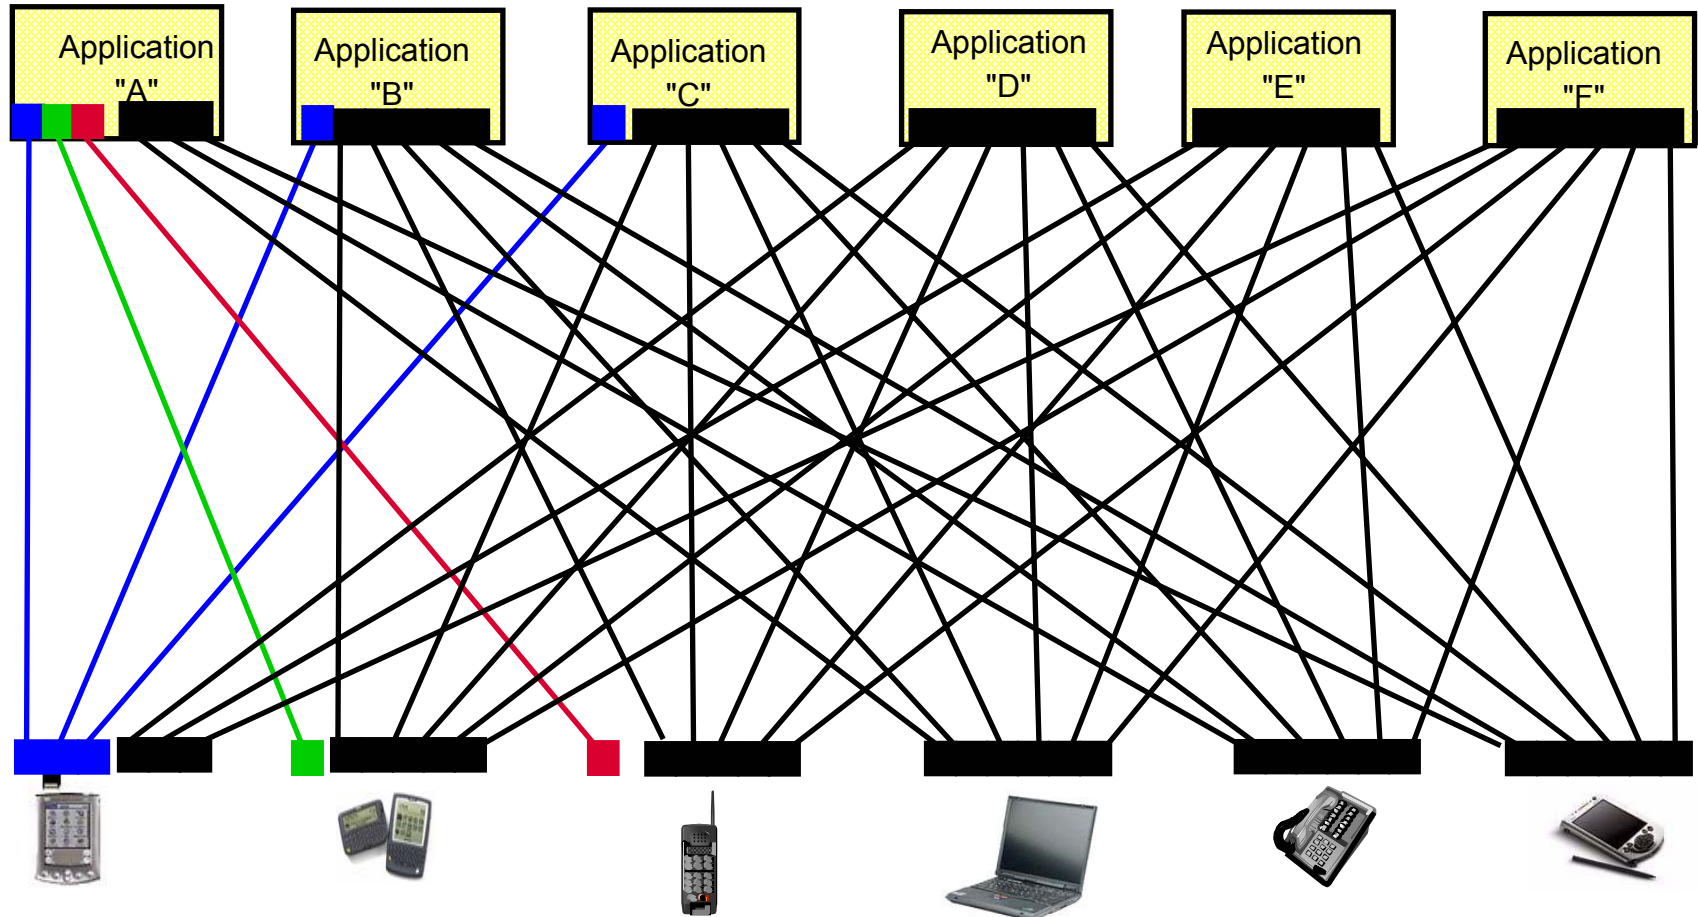 Application
"A"
Application
"B"
Application
"C"
Application
"D"
Application
"E"
Application
"F"